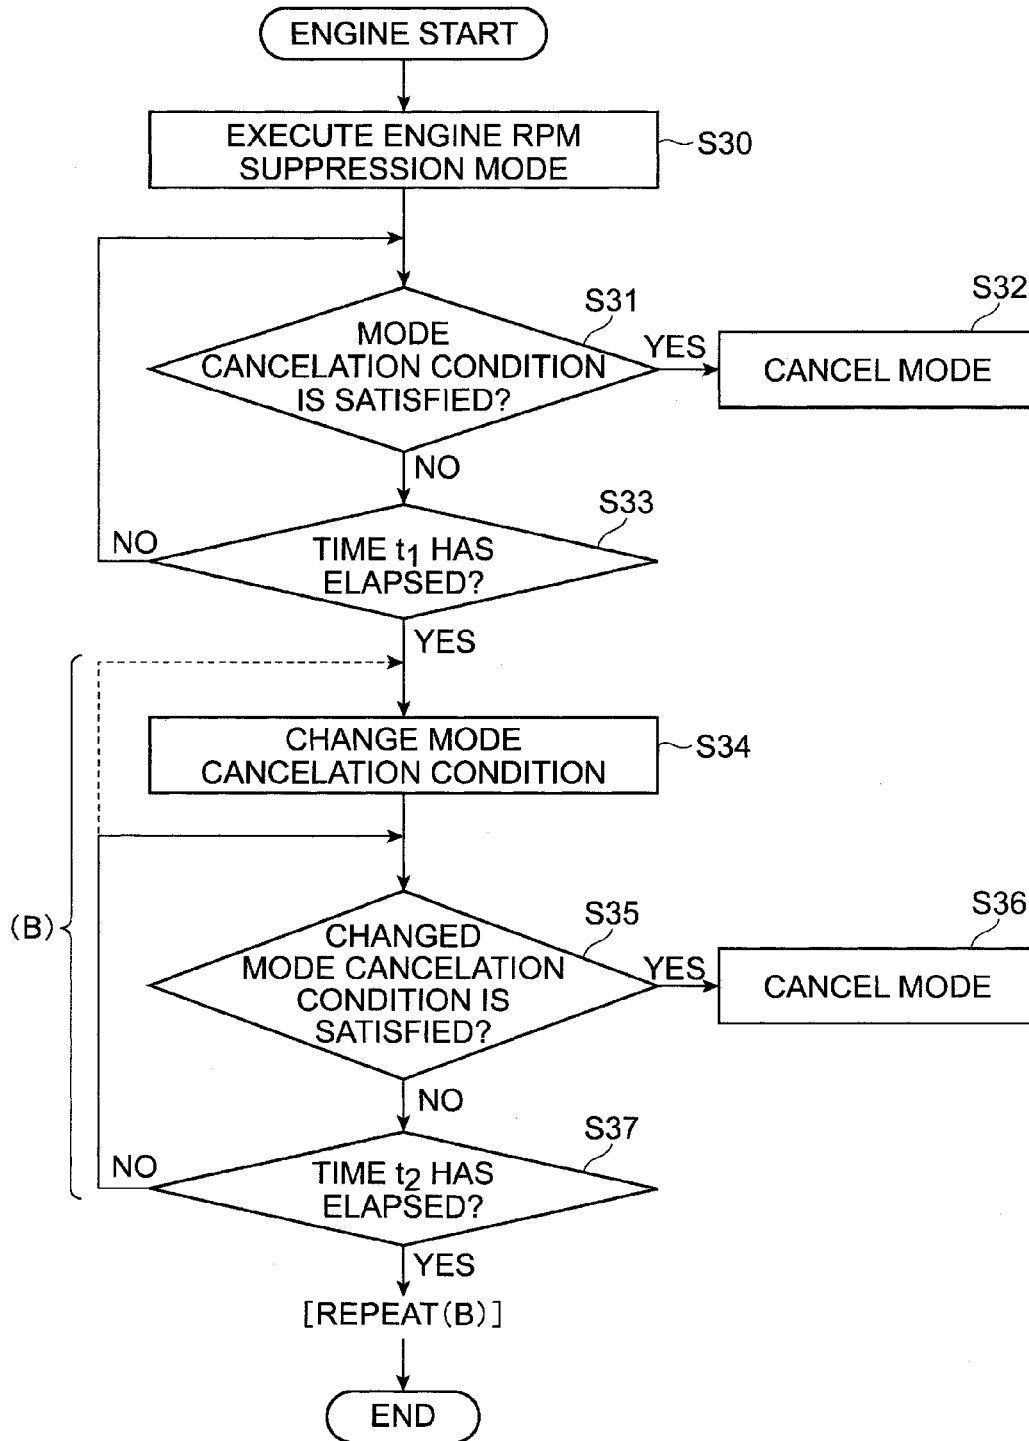 ENGINE START
EXECUTE ENGINE RPM
SUPPRESSION MODE
S30
S31
MODE
CANCELATION CONDITION
IS SATISFIED?
YES
S32
CANCEL MODE
NO
S33
TIME t1 HAS
ELAPSED?
NO
YES
CHANGE MODE
CANCELATION CONDITION
S34
(B)
S35
CHANGED
MODE CANCELATION
CONDITION IS
SATISFIED?
YES
S36
CANCEL MODE
NO
S37
TIME t2 HAS
ELAPSED?
NO
YES
[REPEAT(B)]
END